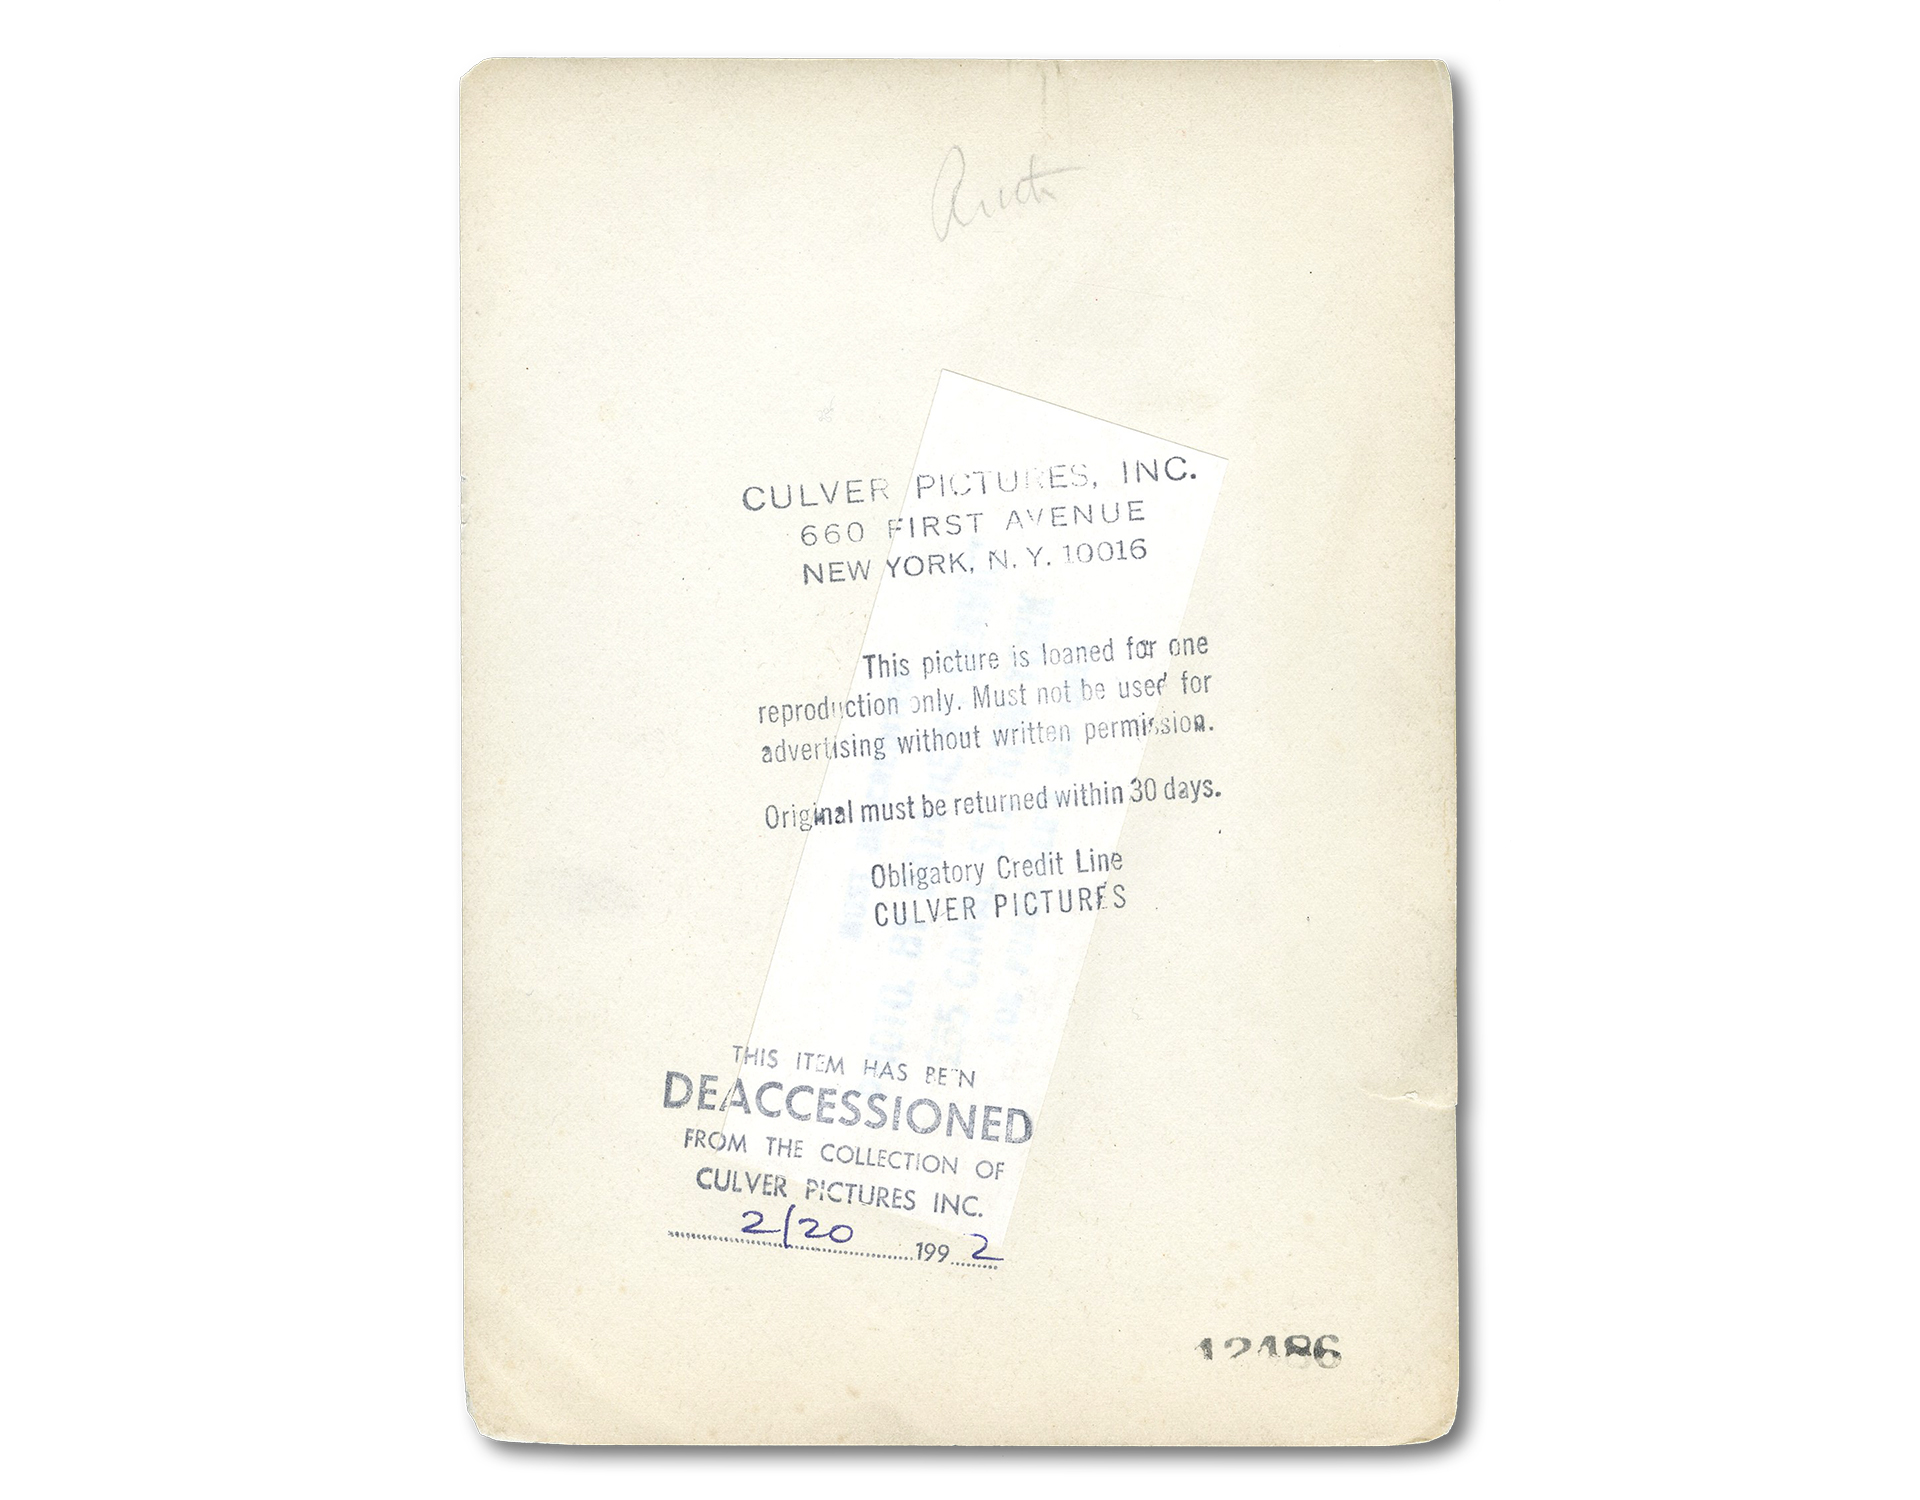 Ruth
CULVER PICTURES, INC.
660 FIRST AVENUE
NEW YORK, N. Y. 10016
This picture is loaned for one
reproduction only. Must not be used for
advertising without written permission.
Original must be returned within 30 days.
Obligatory Credit Line
CULVER PICTURES
THIS ITEM HAS BEEN
DEACCESSIONED
FROM THE COLLECTION OF
CULVER PICTURES INC.
2/20 1992
12486